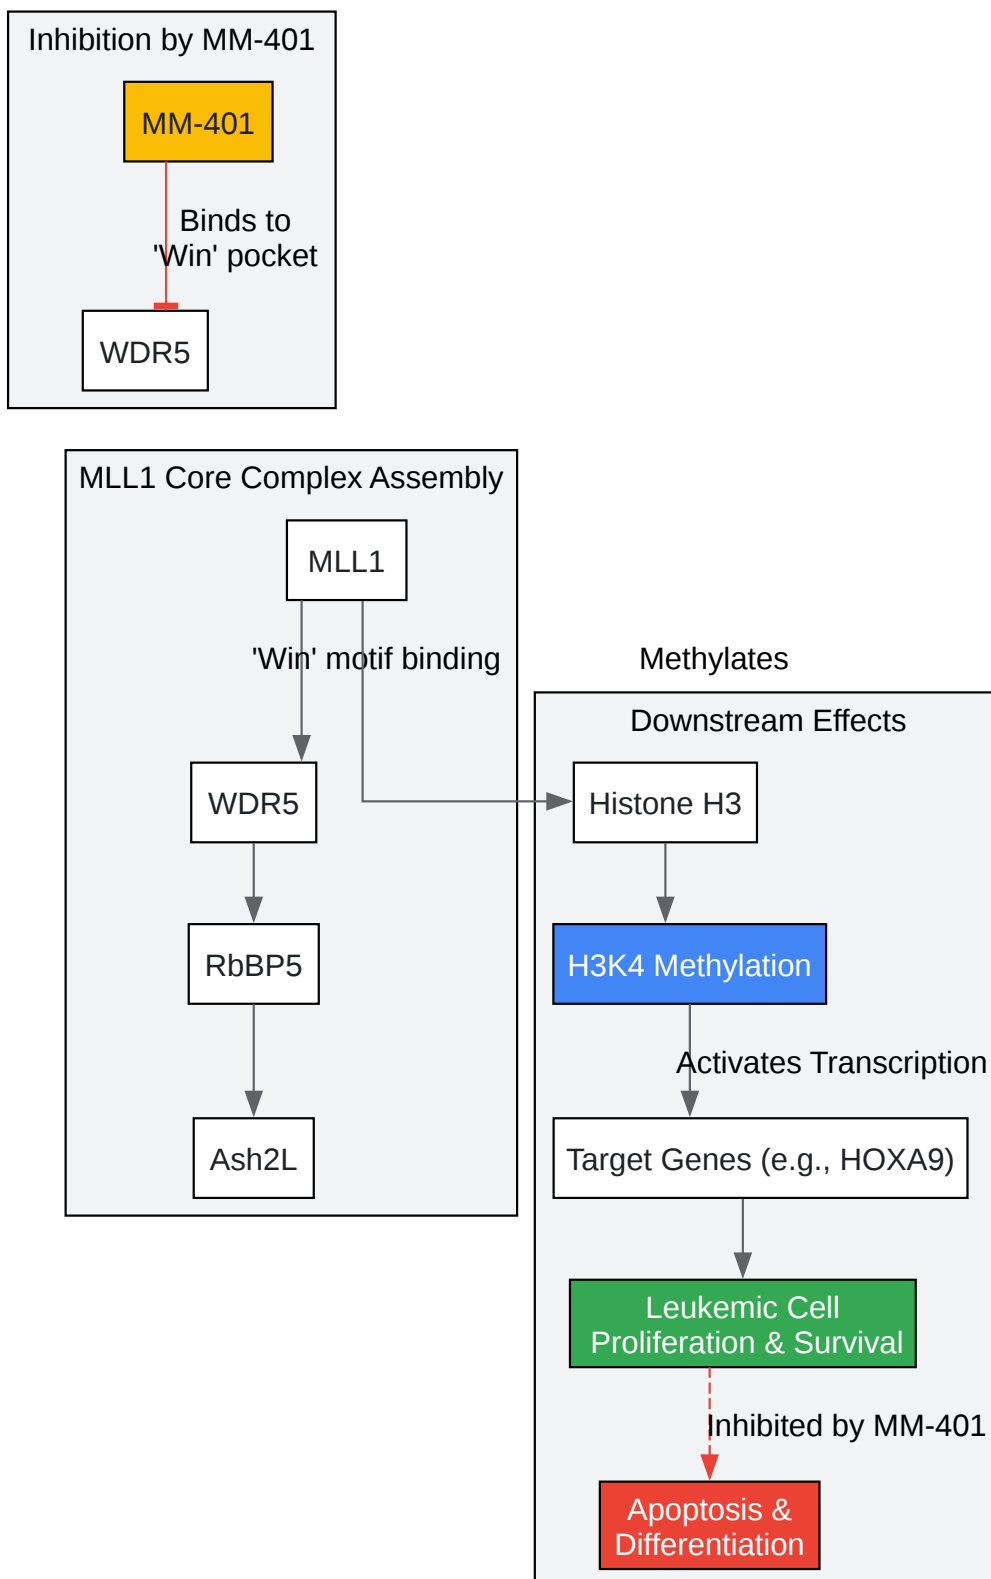 Inhibition by MM-401
MM-401
Binds to
'Win' pocket
WDR5
MLL1 Core Complex Assembly
MLL1
'Win' motif binding
Methylates
Downstream Effects
WDR5
Histone H3
RbBP5
H3K4 Methylation
Activates Transcription
Ash2L
Target Genes (e.g., HOXA9)
Leukemic Cell
Proliferation & Survival
Inhibited by MM-401
Apoptosis &
Differentiation